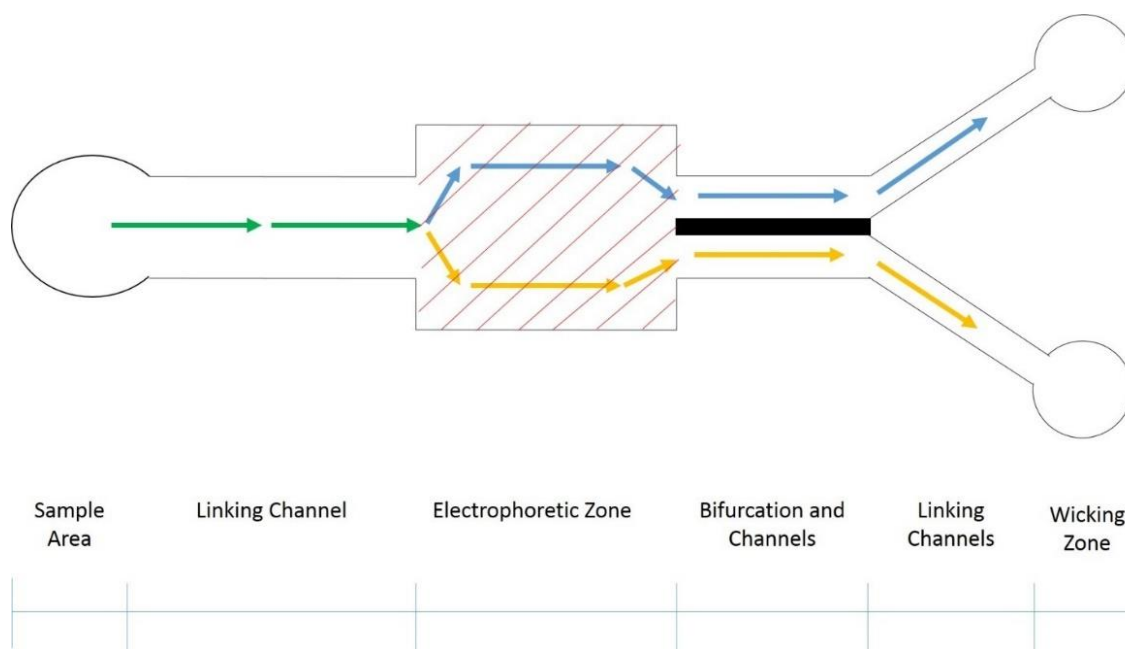 Sample
Area
Linking Channel
Electrophoretic Zone
Bifurcation and
Channels
Linking
Channels
Wicking
Zone